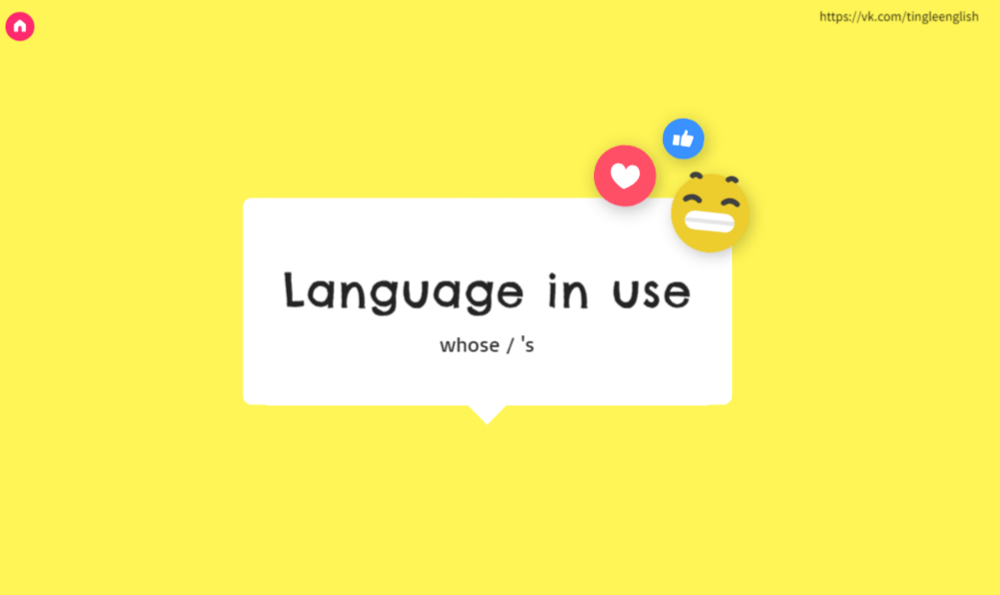 https://vk.com/tingleenglish
Language in use
whose / 's